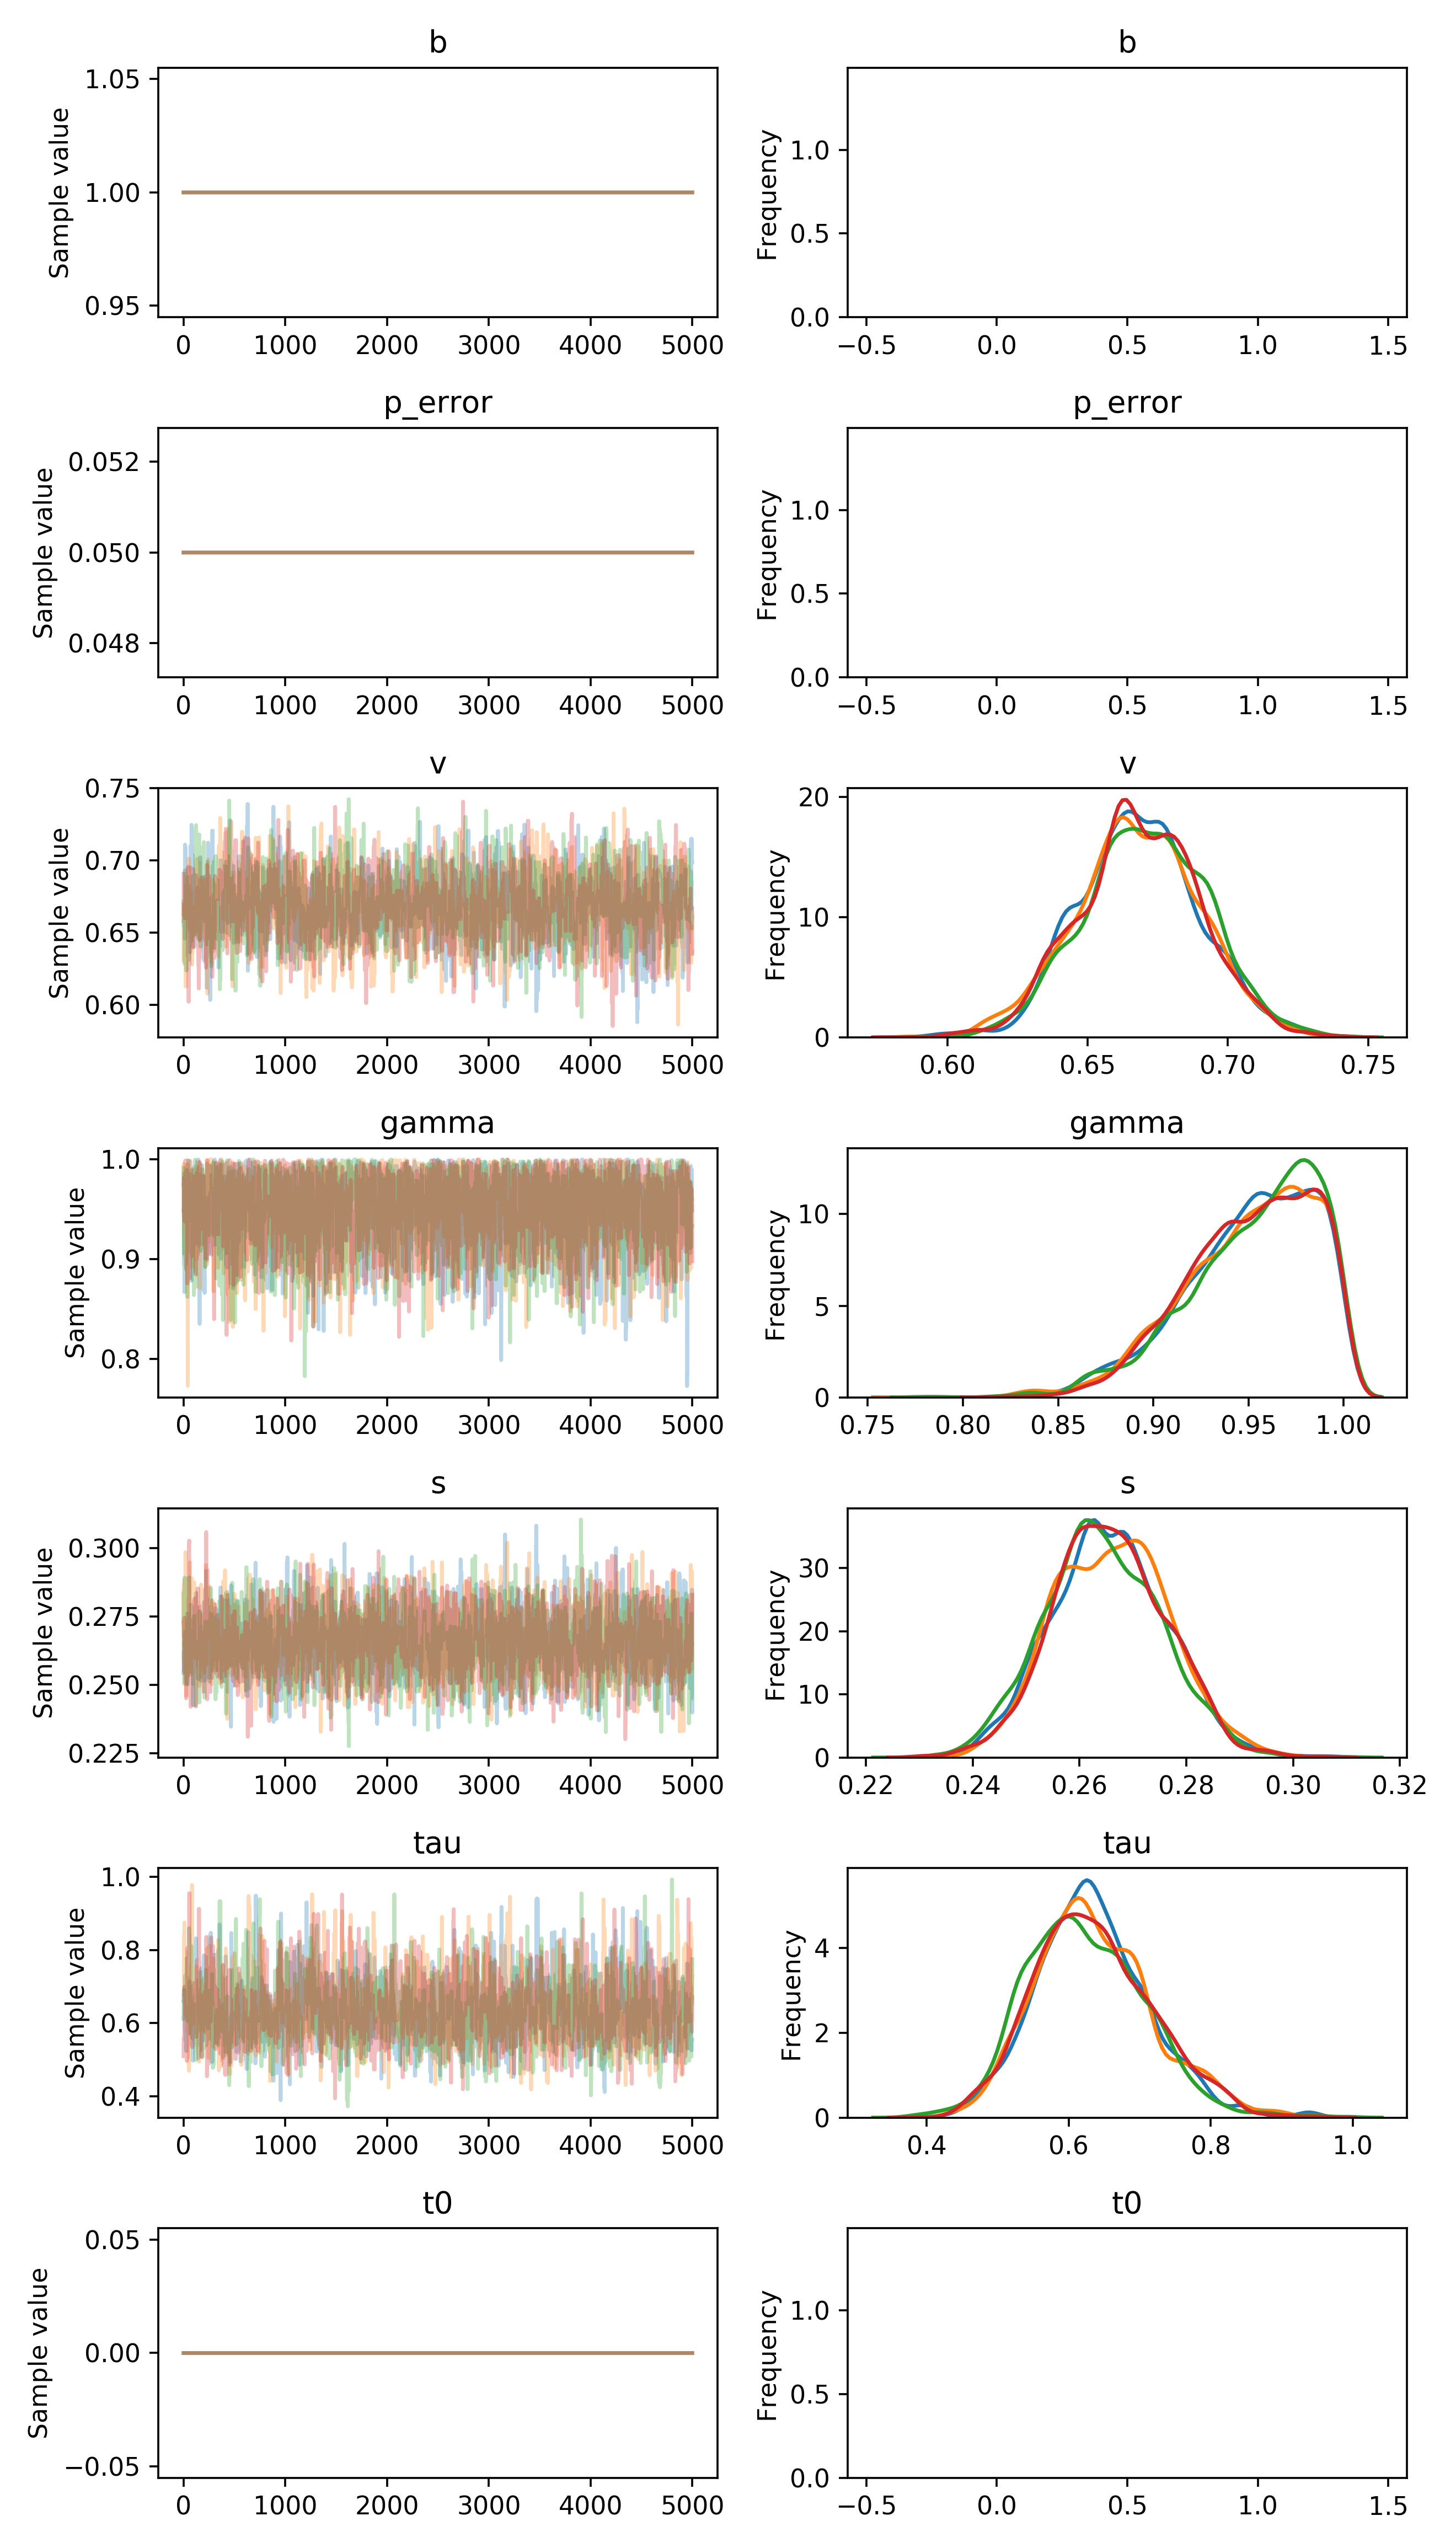 b
b
1.05
1.00
0.95
Sample value
0 1000 2000 3000 4000 5000
1.0
0.5
0.0
Frequency
−0.5 0.0 0.5 1.0 1.5
p_error
p_error
0.052
0.050
0.048
Sample value
0 1000 2000 3000 4000 5000
1.0
0.5
0.0
Frequency
−0.5 0.0 0.5 1.0 1.5
v
v
0.75
0.70
0.65
0.60
Sample value
0 1000 2000 3000 4000 5000
20
10
0
Frequency
0.60 0.65 0.70 0.75
gamma
gamma
1.0
0.9
0.8
Sample value
0 1000 2000 3000 4000 5000
10
5
0
Frequency
0.75 0.80 0.85 0.90 0.95 1.00
s
s
0.300
0.275
0.250
0.225
Sample value
0 1000 2000 3000 4000 5000
30
20
10
0
Frequency
0.22 0.24 0.26 0.28 0.30 0.32
tau
tau
1.0
0.8
0.6
0.4
Sample value
0 1000 2000 3000 4000 5000
4
2
0
Frequency
0.4 0.6 0.8 1.0
t0
t0
0.05
0.00
−0.05
Sample value
0 1000 2000 3000 4000 5000
1.0
0.5
0.0
Frequency
−0.5 0.0 0.5 1.0 1.5